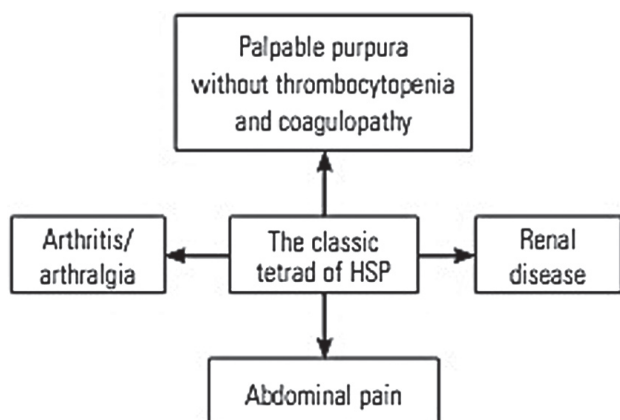 Palpable purpura
without thrombocytopenia
and coagulopathy
Arthritis/
arthralgia
The classic
tetrad of HSP
Renal
disease
Abdominal pain